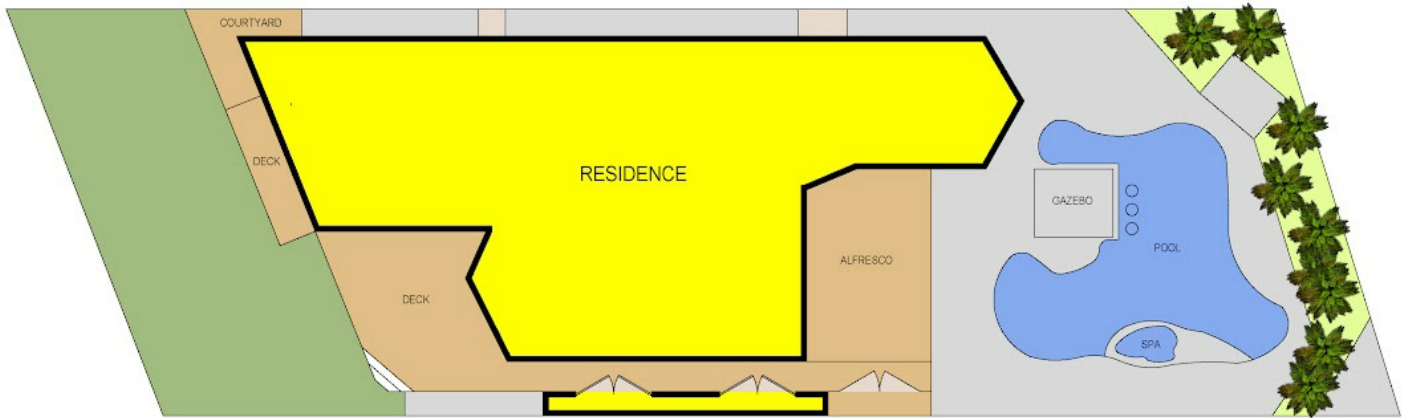 COURTYARD
DECK
RESIDENCE
GAZEBO
POOL
ALFRESCO
DECK
SPA